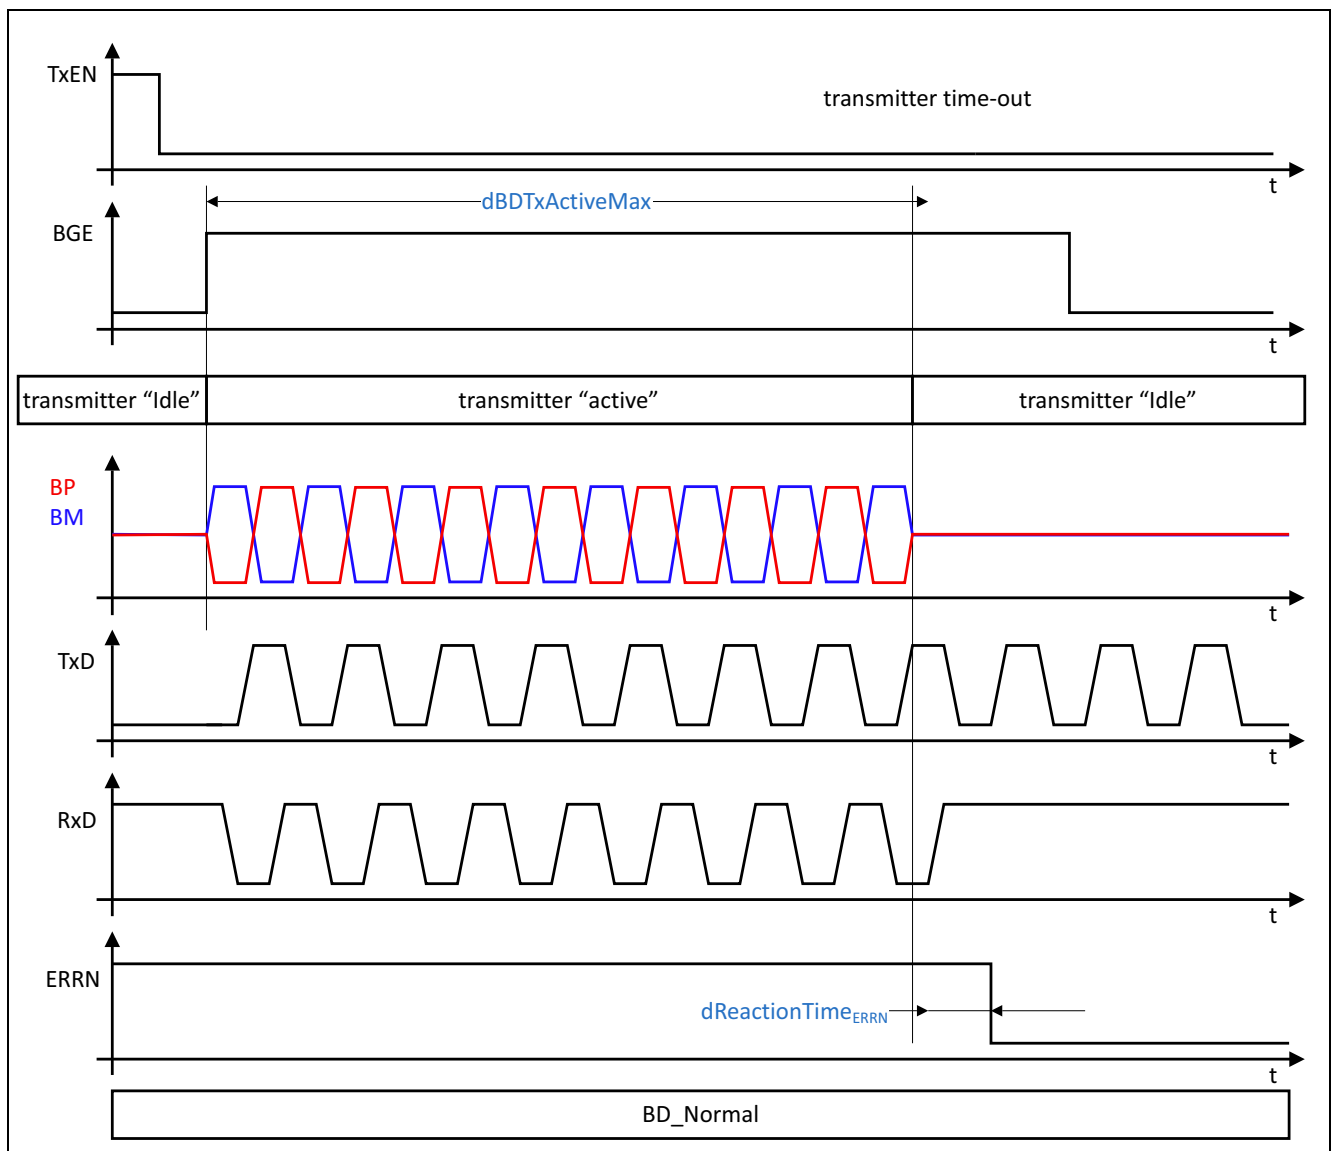 TxEN
transmitter time-out
t
dBDTxActiveMax
BGE
t
transmitter “Idle” transmitter “active” transmitter “Idle”
BP
BM
t
TxD
t
RxD
t
ERRN
dReactionTimeERRN
t
BD_Normal